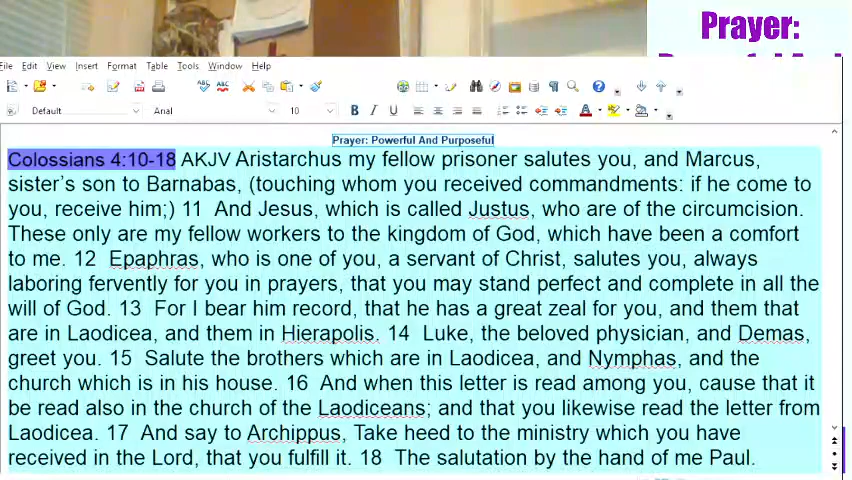 Prayer:
File Edit View Insert Format Table Tools Window Help
Default Arial 10 B I U
Prayer: Powerful And Purposeful
Colossians 4:10-18 AKJV Aristarchus my fellow prisoner salutes you, and Marcus,
sister's son to Barnabas, (touching whom you received commandments: if he come to
you, receive him;) 11 And Jesus, which is called Justus, who are of the circumcision.
These only are my fellow workers to the kingdom of God, which have been a comfort
to me. 12 Epaphras, who is one of you, a servant of Christ, salutes you, always
laboring fervently for you in prayers, that you may stand perfect and complete in all the
will of God. 13 For I bear him record, that he has a great zeal for you, and them that
are in Laodicea, and them in Hierapolis. 14 Luke, the beloved physician, and Demas,
greet you. 15 Salute the brothers which are in Laodicea, and Nymphas, and the
church which is in his house. 16 And when this letter is read among you, cause that it
be read also in the church of the Laodiceans; and that you likewise read the letter from
Laodicea. 17 And say to Archippus, Take heed to the ministry which you have
received in the Lord, that you fulfill it. 18 The salutation by the hand of me Paul.